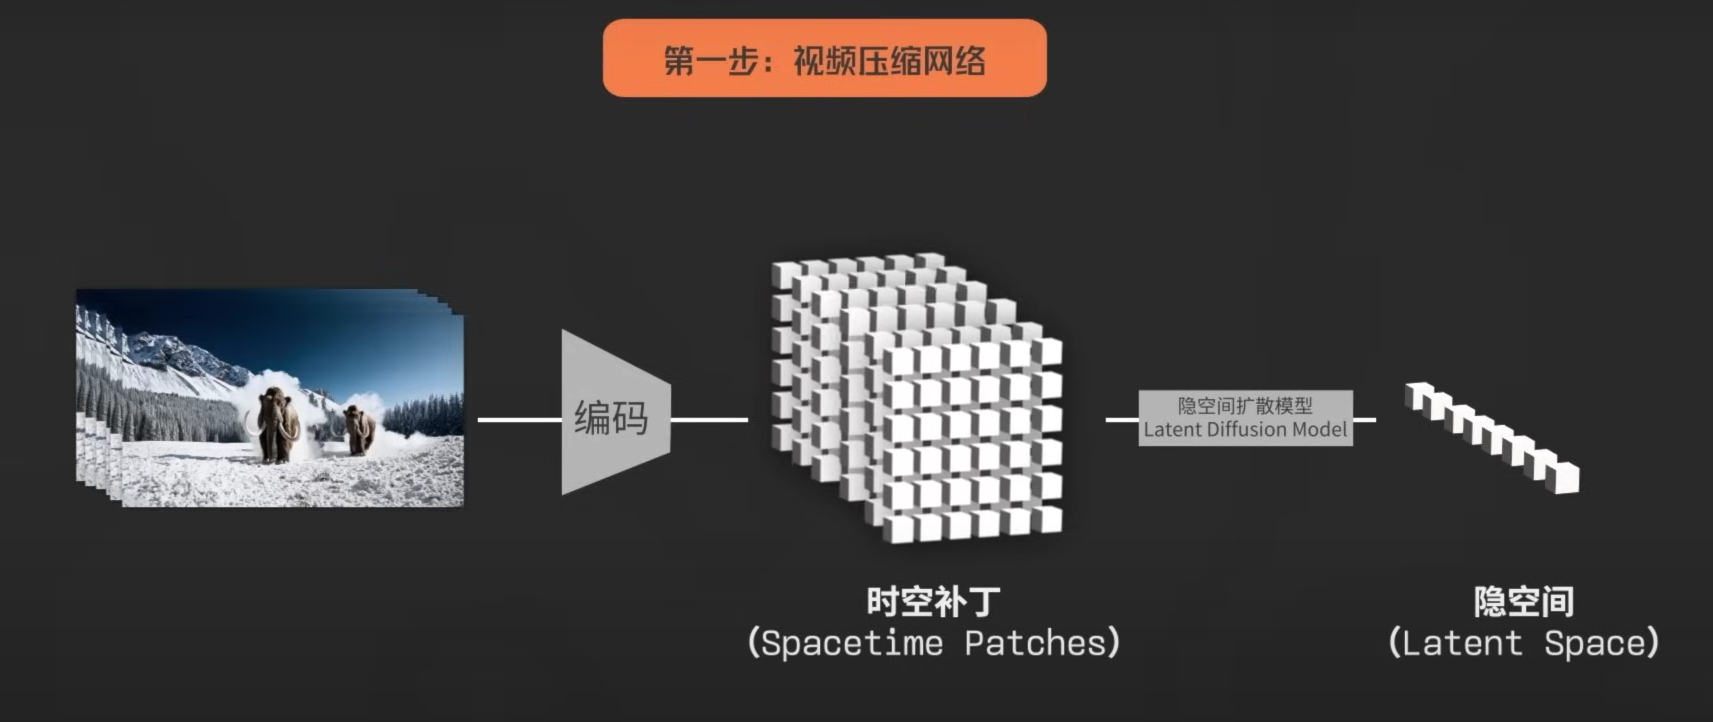 第一步：视频压缩网络
编码
隐空间扩散模型
Latent Diffusion Model
时空补丁
(Spacetime Patches)
隐空间
(Latent Space)